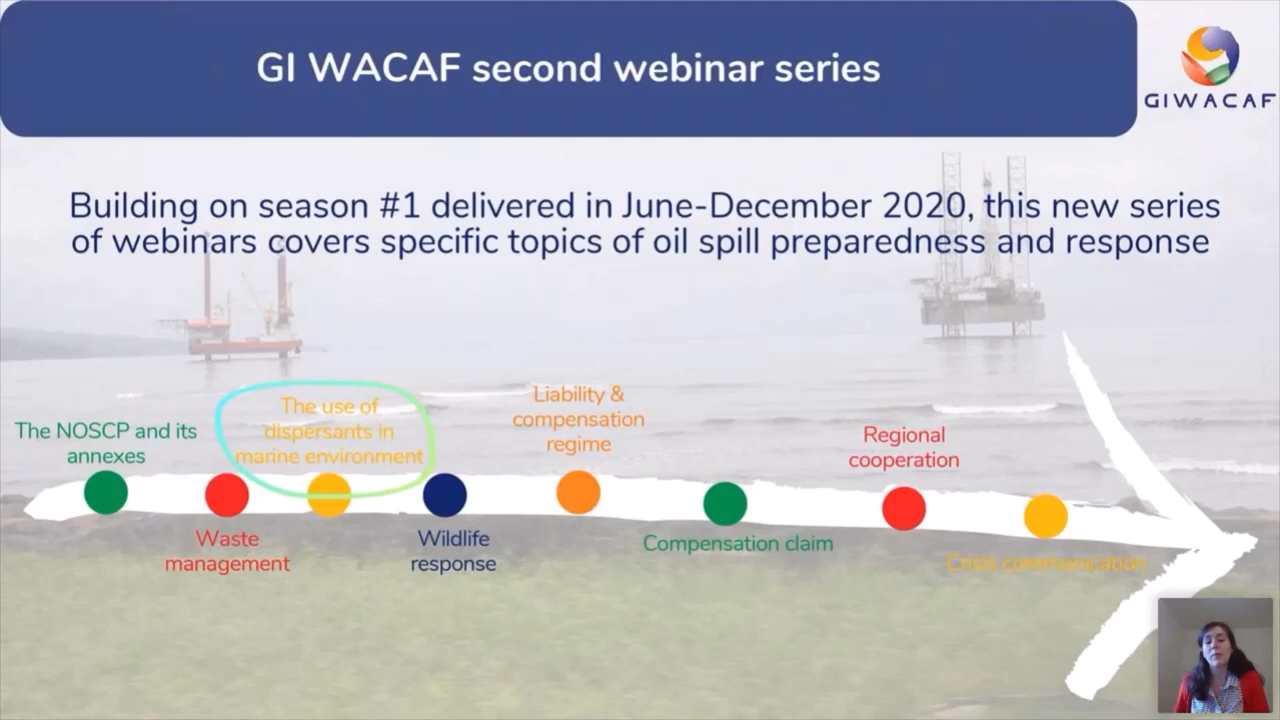 GI WACAF second webinar series
GIWACAF
Building on season #1 delivered in June-December 2020, this new series
of webinars covers specific topics of oil spill preparedness and response
The NOSCP and its
annexes
Waste
management
The use of
dispersants in
marine environment
Wildlife
response
Liability &
compensation
regime
Compensation claim
Regional
cooperation
Crisis communication